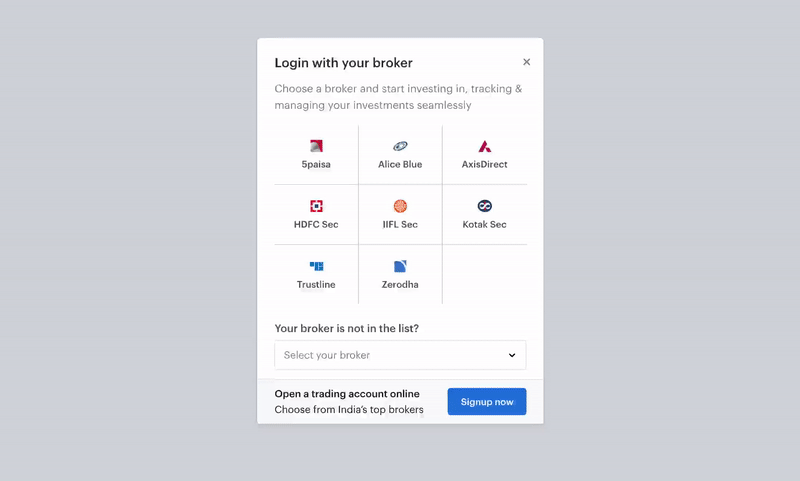 Login with your broker
Choose a broker and start investing in, tracking &
managing your investments seamlessly
5paisa
Alice Blue
AxisDirect
HDFC Sec
IIFL Sec
Kotak Sec
Trustline
Zerodha
Your broker is not in the list?
Select your broker
Open a trading account online
Choose from India's top brokers
Signup now